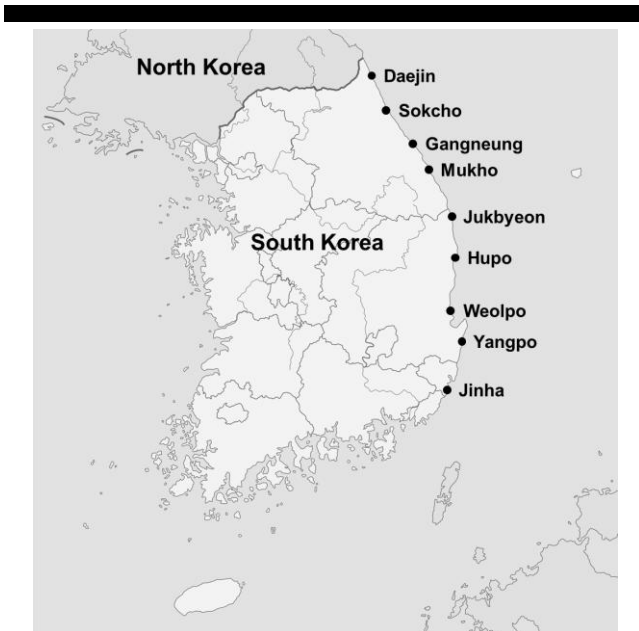 North Korea
Daejin
Sokcho
Gangneung
Mukho
Jukbyeon
South Korea
Hupo
Weolpo
Yangpo
Jinha